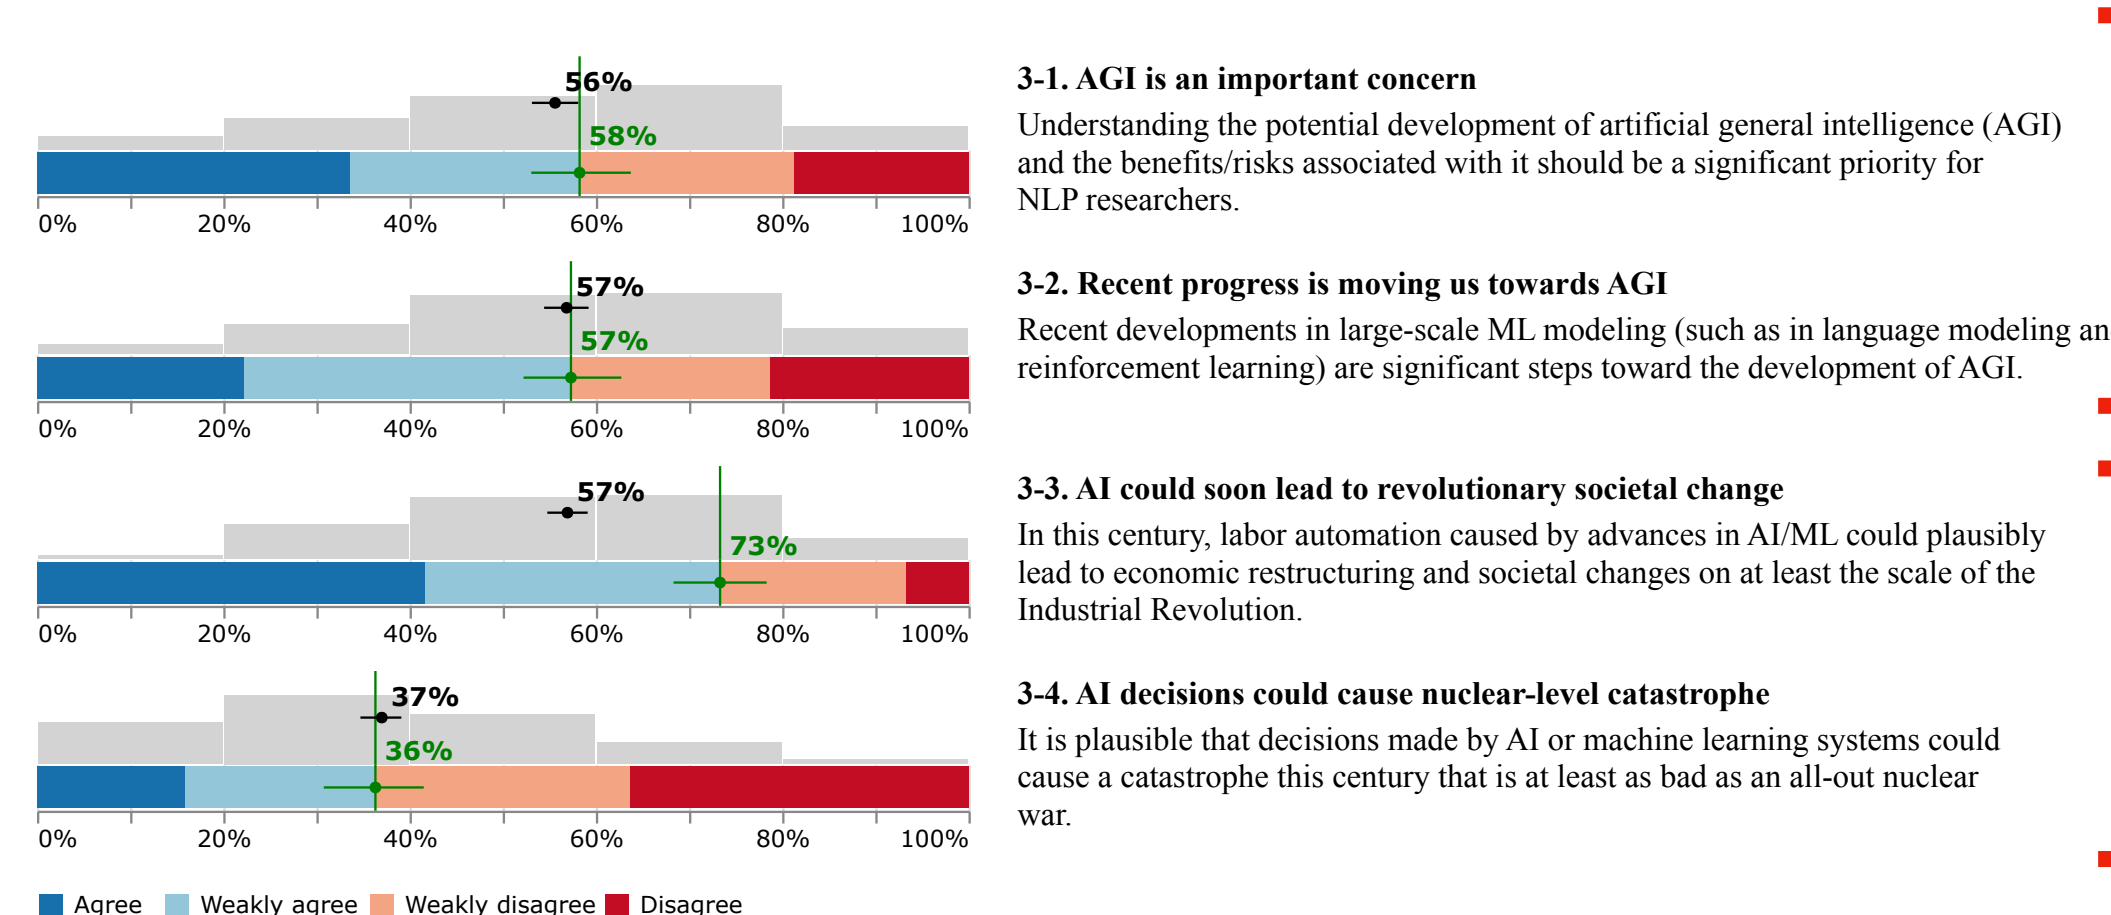 56%
58%
0% 20% 40% 60% 80% 100%
3-1. AGI is an important concern
Understanding the potential development of artificial general intelligence (AGI)
and the benefits/risks associated with it should be a significant priority for
NLP researchers.
57%
57%
0% 20% 40% 60% 80% 100%
3-2. Recent progress is moving us towards AGI
Recent developments in large-scale ML modeling (such as in language modeling an
reinforcement learning) are significant steps toward the development of AGI.
57%
73%
0% 20% 40% 60% 80% 100%
3-3. AI could soon lead to revolutionary societal change
In this century, labor automation caused by advances in AI/ML could plausibly
lead to economic restructuring and societal changes on at least the scale of the
Industrial Revolution.
37%
36%
0% 20% 40% 60% 80% 100%
3-4. AI decisions could cause nuclear-level catastrophe
It is plausible that decisions made by AI or machine learning systems could
cause a catastrophe this century that is at least as bad as an all-out nuclear
war.
Agree Weakly agree Weakly disagree Disagree